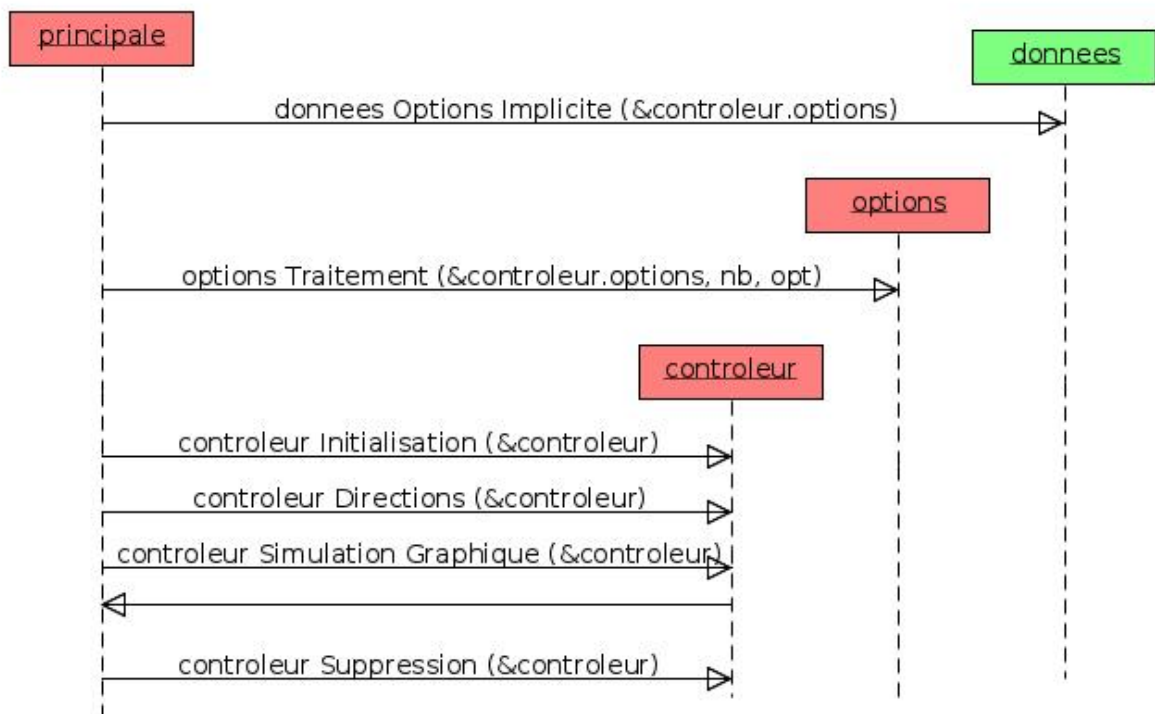 principale
donnees
donnees Options Implicite (&controleur.options)
options
options Traitement (&controleur.options, nb, opt)
controleur
controleur Initialisation (&controleur)
controleur Directions (&controleur)
controleur Simulation Graphique (&controleur)
controleur Suppression (&controleur)